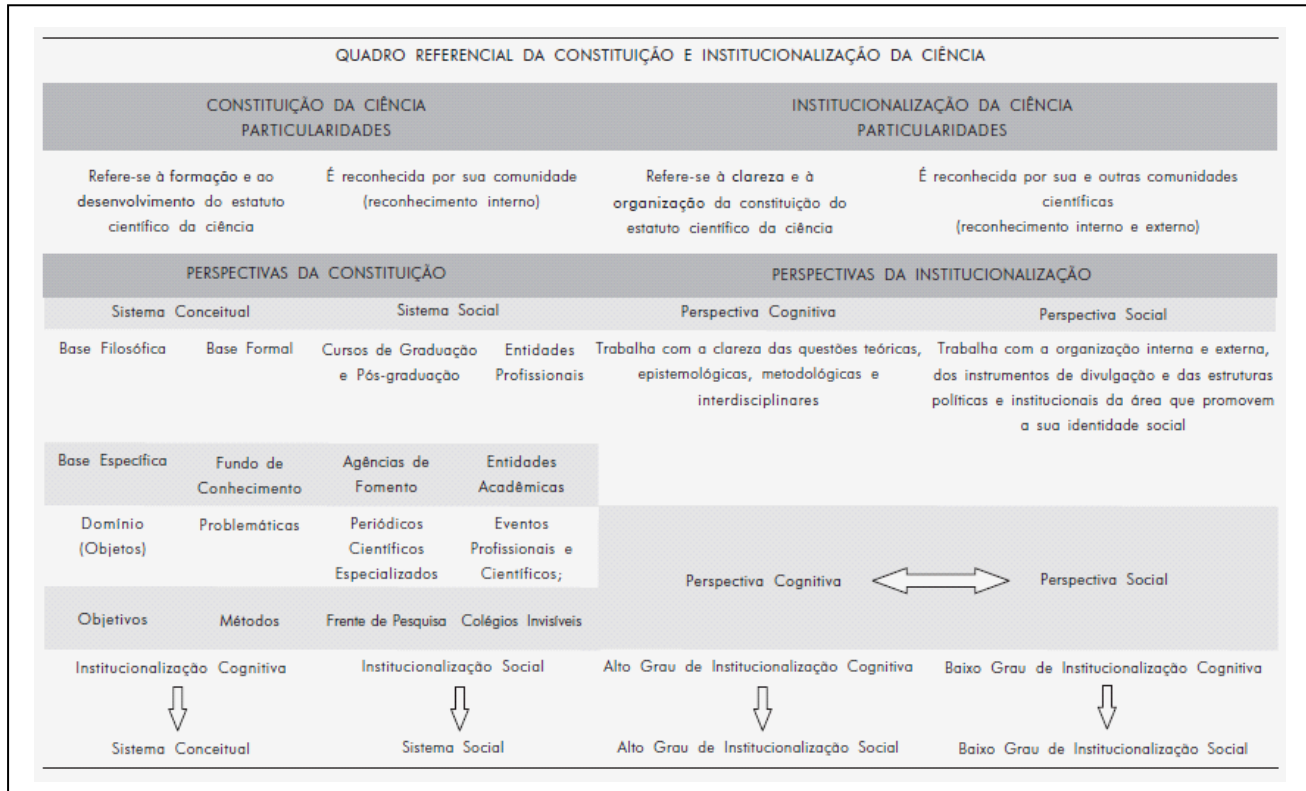 QUADRO REFERENCIAL DA CONSTITUIÇÃO E INSTITUCIONALIZAÇÃO DA CIÊNCIA
CONSTITUIÇÃO DA CIÊNCIA
PARTICULARIDADES
INSTITUCIONALIZAÇÃO DA CIÊNCIA
PARTICULARIDADES
Refere-se à formação e ao
desenvolvimento do estatuto
científico da ciência
É reconhecida por sua comunidade
(reconhecimento interno)
Refere-se à clareza e à
organização da constituição do
estatuto científico da ciência
É reconhecida por sua e outras comunidades
científicas
(reconhecimento interno e externo)
PERSPECTIVAS DA CONSTITUIÇÃO
PERSPECTIVAS DA INSTITUCIONALIZAÇÃO
Sistema Conceitual
Sistema Social
Perspectiva Cognitiva
Perspectiva Social
Base Filosófica
Base Formal
Cursos de Graduação
e Pós-graduação
Entidades
Profissionais
Trabalha com a clareza das questões teóricas,
epistemológicas, metodológicas e
interdisciplinares
Trabalha com a organização interna e externa,
dos instrumentos de divulgação e das estruturas
políticas e institucionais da área que promovem
a sua identidade social
Base Específica
Fundo de
Conhecimento
Agências de
Fomento
Entidades
Acadêmicas
Domínio
(Objetos)
Problemáticas
Periódicos
Científicos
Especializados
Eventos
Profissionais e
Científicos;
Perspectiva Cognitiva
Perspectiva Social
Objetivos
Métodos
Frente de Pesquisa
Colégios Invisíveis
Institucionalização Cognitiva
Institucionalização Social
Alto Grau de Institucionalização Cognitiva
Baixo Grau de Institucionalização Cognitiva
Sistema Conceitual
Sistema Social
Alto Grau de Institucionalização Social
Baixo Grau de Institucionalização Social